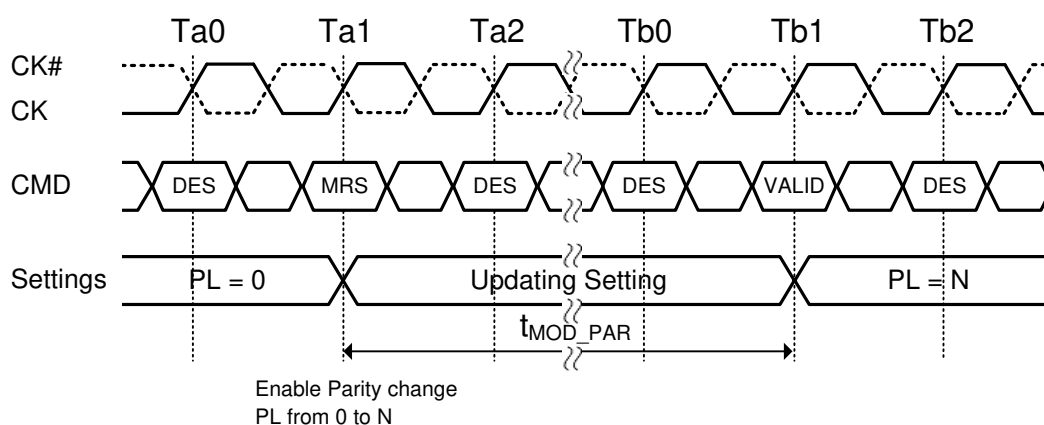 Ta0 Ta1 Ta2 Tb0 Tb1 Tb2
CK#
CK
CMD DES MRS DES DES VALID DES
Settings PL = 0 Updating Setting PL = N
tMOD_PAR
Enable Parity change
PL from 0 to N